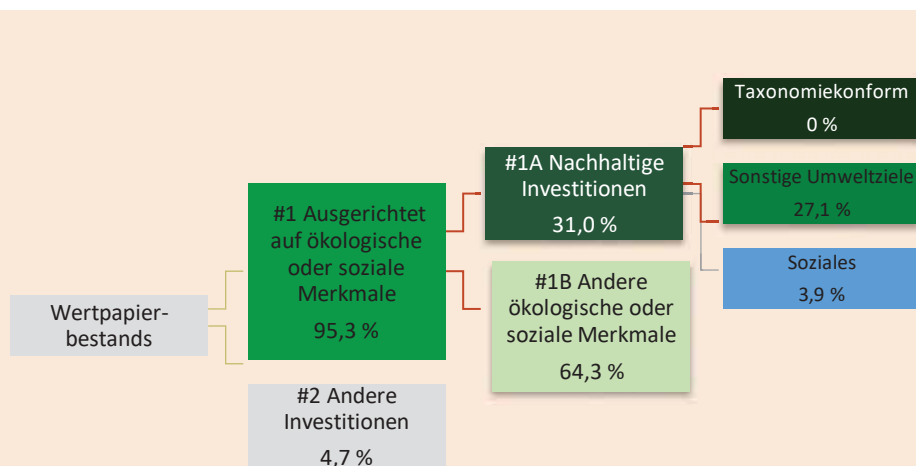 Wertpapier-
bestands
#1 Ausgerichtet
auf ökologische
oder soziale
Merkmale
95,3 %
#2 Andere
Investitionen
4,7 %
#1A Nachhaltige
Investitionen
31,0 %
#1B Andere
ökologische oder
soziale Merkmale
64,3 %
Taxonomiekonform
0 %
Sonstige Umweltziele
27,1 %
Soziales
3,9 %